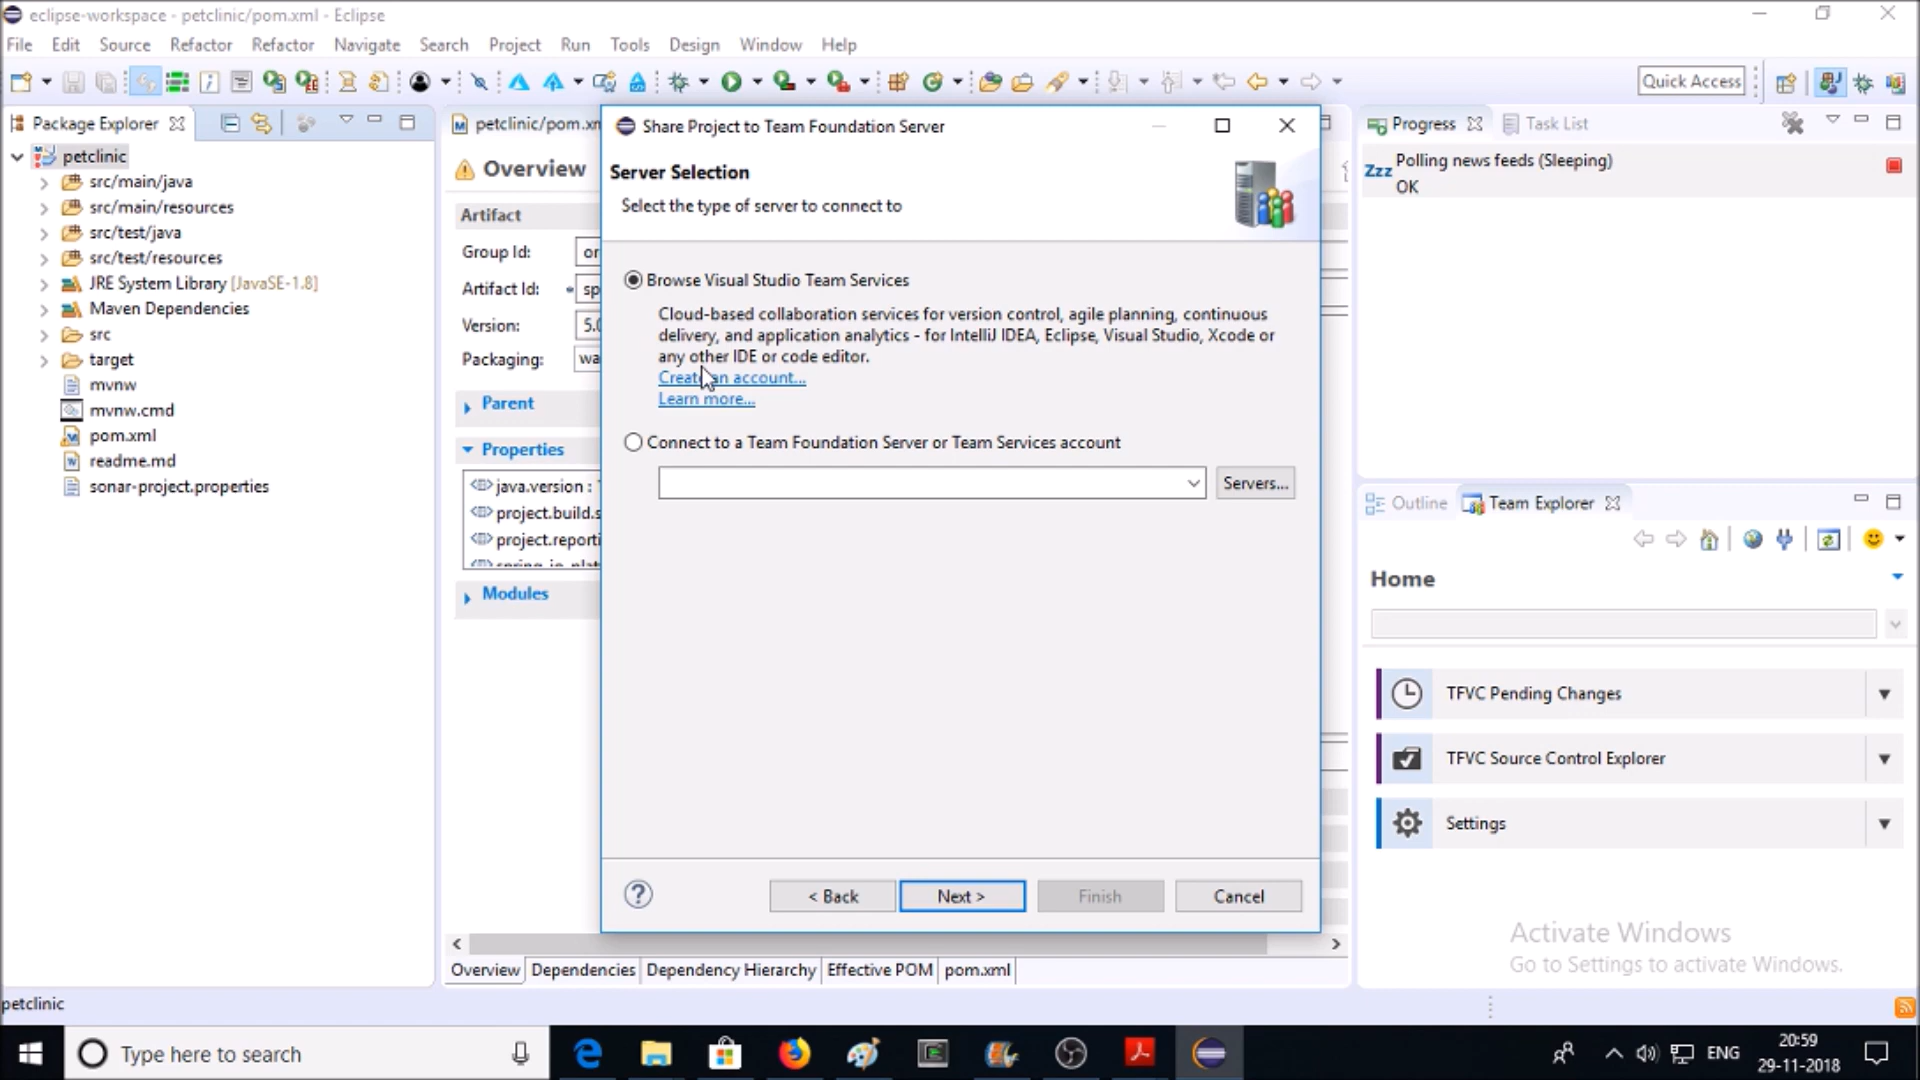 eclipse-workspace - petclinic/pom.xml - Eclipse
File Edit Source Refactor Refactor Navigate Search Project Run Tools Design Window Help
Quick Access
Package Explorer
petclinic
src/main/java
src/main/resources
src/test/java
src/test/resources
JRE System Library [JavaSE-1.8]
Maven Dependencies
src
target
mvnw
mvnw.cmd
pom.xml
readme.md
sonar-project.properties
petclinic/pom.xm
Overview
Artifact
Group Id: or
Artifact Id: sp
Version: 5.0
Packaging: wa
Parent
Properties
java.version :
project.build.s
project.reporti
Modules
Overview Dependencies Dependency Hierarchy Effective POM pom.xml
Share Project to Team Foundation Server
Server Selection
Select the type of server to connect to
Browse Visual Studio Team Services
Cloud-based collaboration services for version control, agile planning, continuous
delivery, and application analytics - for IntelliJ IDEA, Eclipse, Visual Studio, Xcode or
any other IDE or code editor.
Create an account...
Learn more...
Connect to a Team Foundation Server or Team Services account
Servers...
< Back Next > Finish Cancel
Progress Task List
Zzz Polling news feeds (Sleeping)
OK
Outline Team Explorer
Home
TFVC Pending Changes
TFVC Source Control Explorer
Settings
Activate Windows
Go to Settings to activate Windows.
petclinic
Type here to search
ENG
20:59
29-11-2018